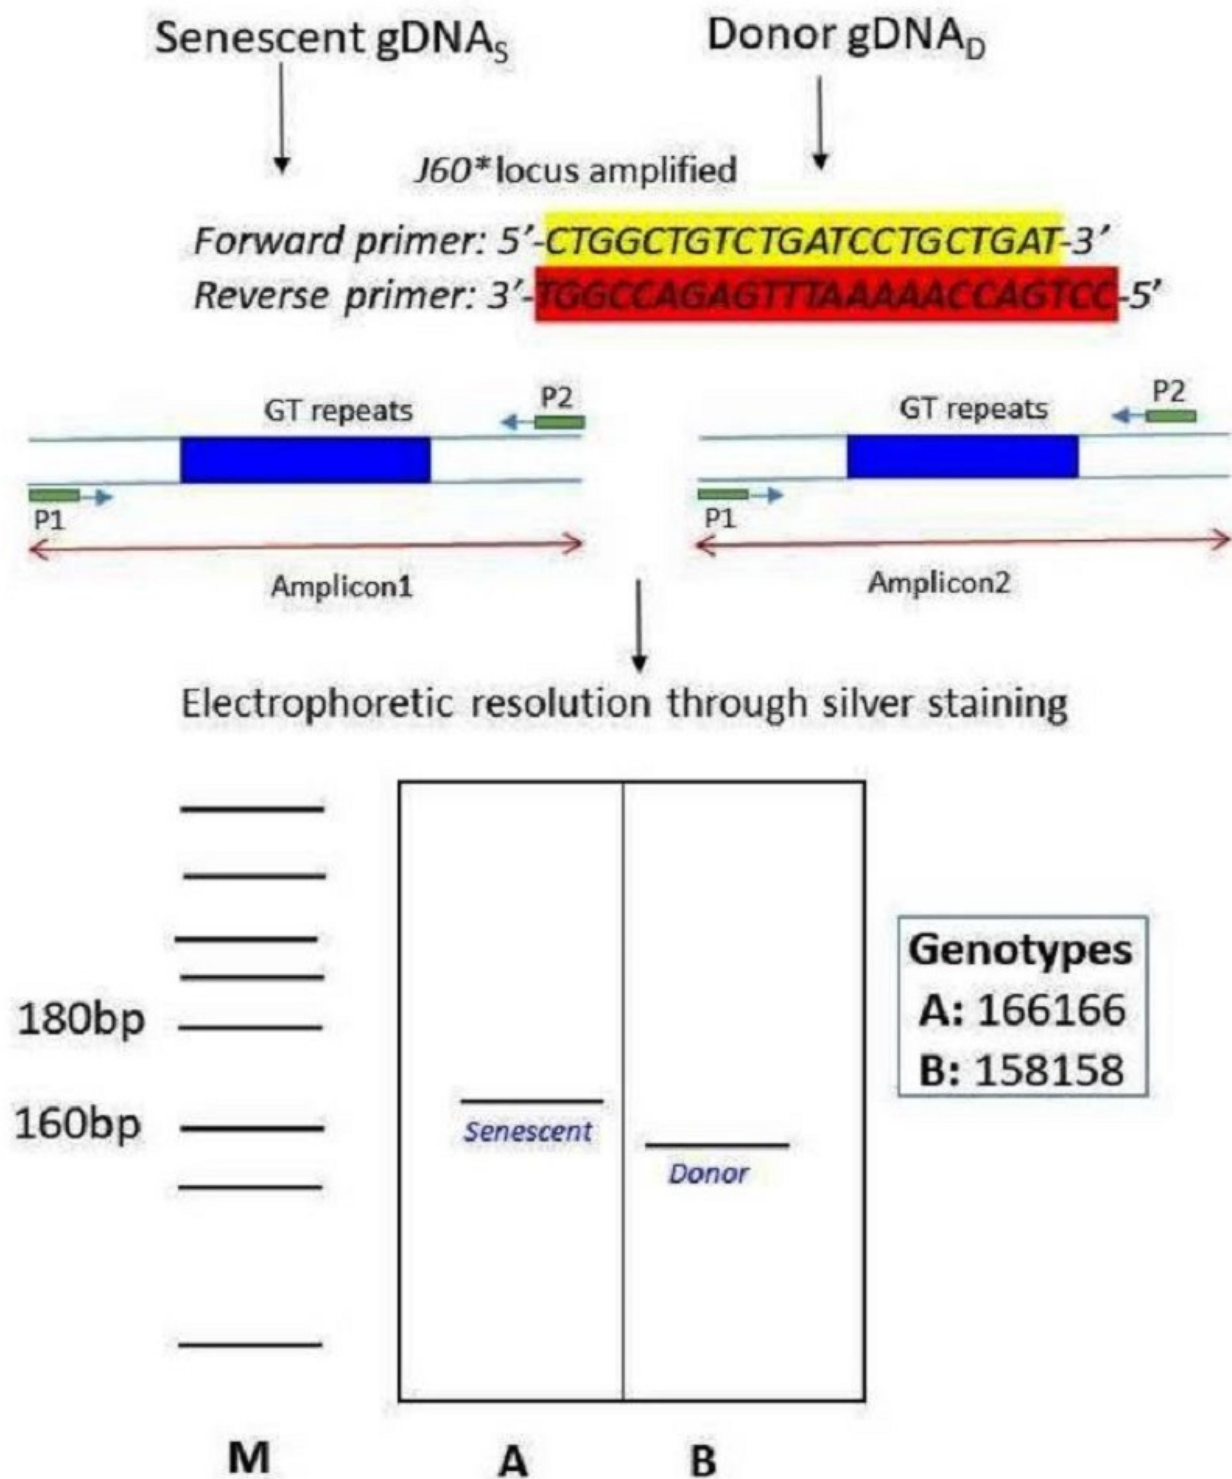 Senescent gDNAS
Donor gDNAD
J60* locus amplified
Forward primer: 5'-CTGGCTGTCTGATCCTGCTGAT-3'
Reverse primer: 3'-TGGCCAGAGTTTAAAAACCAGTCC-5'
GT repeats
P2
P1
Amplicon1
GT repeats
P2
P1
Amplicon2
Electrophoretic resolution through silver staining
180bp
160bp
Senescent
Donor
Genotypes
A: 166166
B: 158158
M
A
B